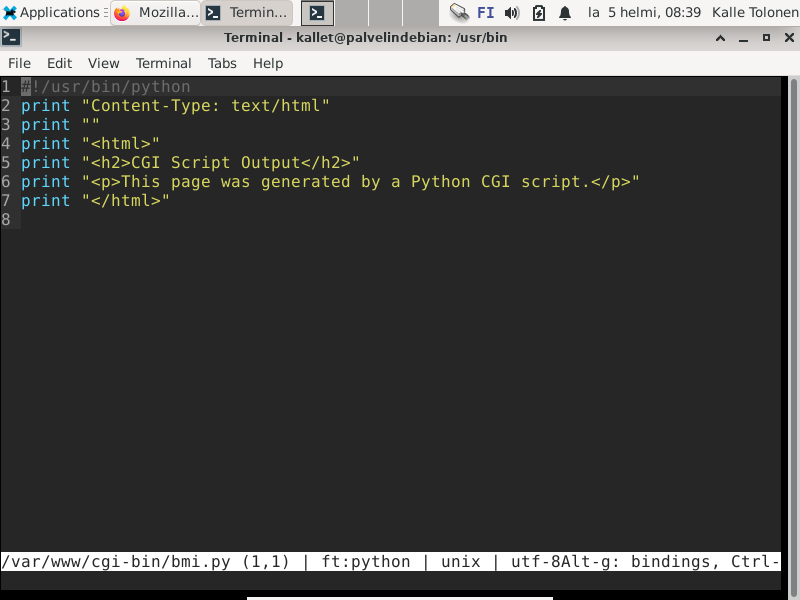 Applications Mozilla... Termin... FI la 5 helmi, 08:39 Kalle Tolonen
Terminal - kallet@palvelindebian: /usr/bin
File Edit View Terminal Tabs Help
1 #!/usr/bin/python
2 print "Content-Type: text/html"
3 print ""
4 print "<html>"
5 print "<h2>CGI Script Output</h2>"
6 print "<p>This page was generated by a Python CGI script.</p>"
7 print "</html>"
8
/var/www/cgi-bin/bmi.py (1,1) | ft:python | unix | utf-8Alt-g: bindings, Ctrl-